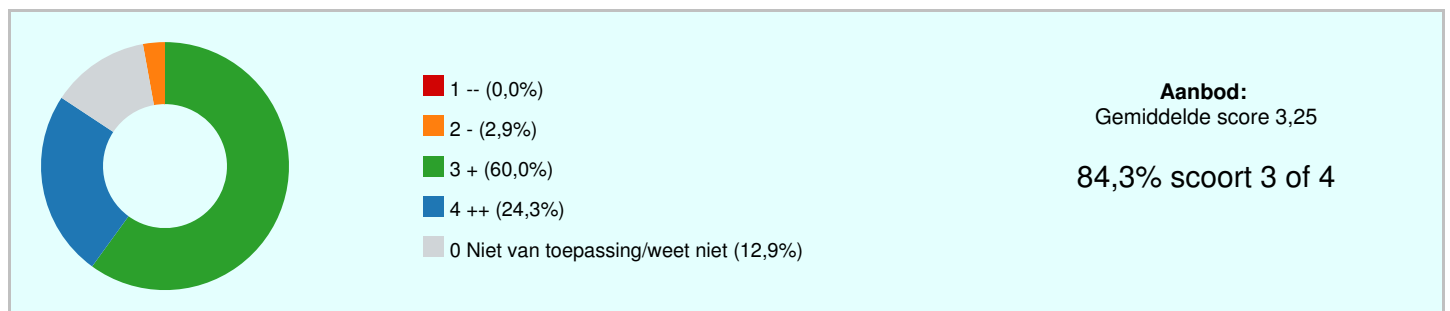 1 -- (0,0%)
2 - (2,9%)
3 + (60,0%)
4 ++ (24,3%)
0 Niet van toepassing/weet niet (12,9%)
Aanbod:
Gemiddelde score 3,25
84,3% scoort 3 of 4